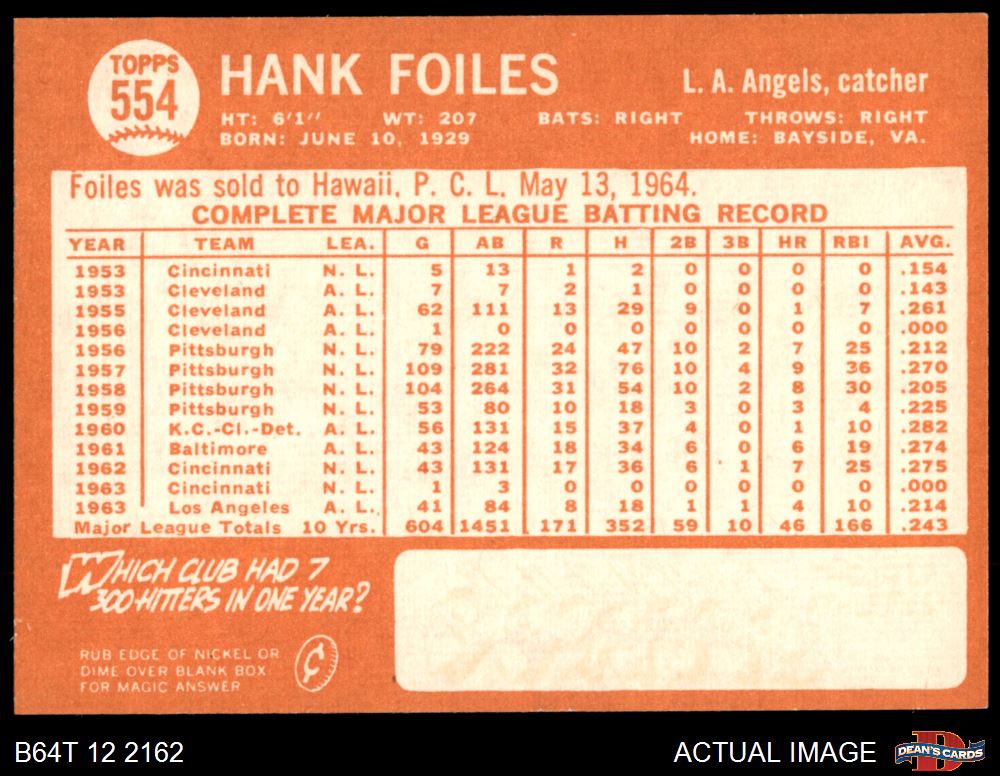 TOPPS
554
HANK FOILES
L. A. Angels, catcher
HT: 6'1" WT: 207 BATS: RIGHT THROWS: RIGHT
BORN: JUNE 10, 1929 HOME: BAYSIDE, VA.
Foiles was sold to Hawaii. P. C. L. May 13, 1964.
COMPLETE MAJOR LEAGUE BATTING RECORD
YEAR TEAM LEA. G AB R H 2B 3B HR RBI AVG.
1953 Cincinnati N. L. 5 13 1 2 0 0 0 0 .154
1953 Cleveland A. L. 7 7 2 1 0 0 0 0 .143
1955 Cleveland A. L. 62 111 13 29 9 0 1 7 .261
1956 Cleveland A. L. 1 0 0 0 0 0 0 0 .000
1956 Pittsburgh N. L. 79 222 24 47 10 2 7 25 .212
1957 Pittsburgh N. L. 109 281 32 76 10 4 9 36 .270
1958 Pittsburgh N. L. 104 264 31 54 10 2 8 30 .205
1959 Pittsburgh N. L. 53 80 10 18 3 0 3 4 .225
1960 K.C.-Cl.-Det. A. L. 56 131 15 37 4 0 1 10 .282
1961 Baltimore A. L. 43 124 18 34 6 0 6 19 .274
1962 Cincinnati N. L. 43 131 17 36 6 1 7 25 .275
1963 Cincinnati N. L. 1 3 0 0 0 0 0 0 .000
1963 Los Angeles A. L. 41 84 8 18 1 1 4 10 .214
Major League Totals 10 Yrs. 604 1451 171 352 59 10 46 166 .243
WHICH CLUB HAD 7
300-HITTERS IN ONE YEAR?
RUB EDGE OF NICKEL OR
DIME OVER BLANK BOX
FOR MAGIC ANSWER
¢
B64T 12 2162
ACTUAL IMAGE
D
DEAN'S CARDS